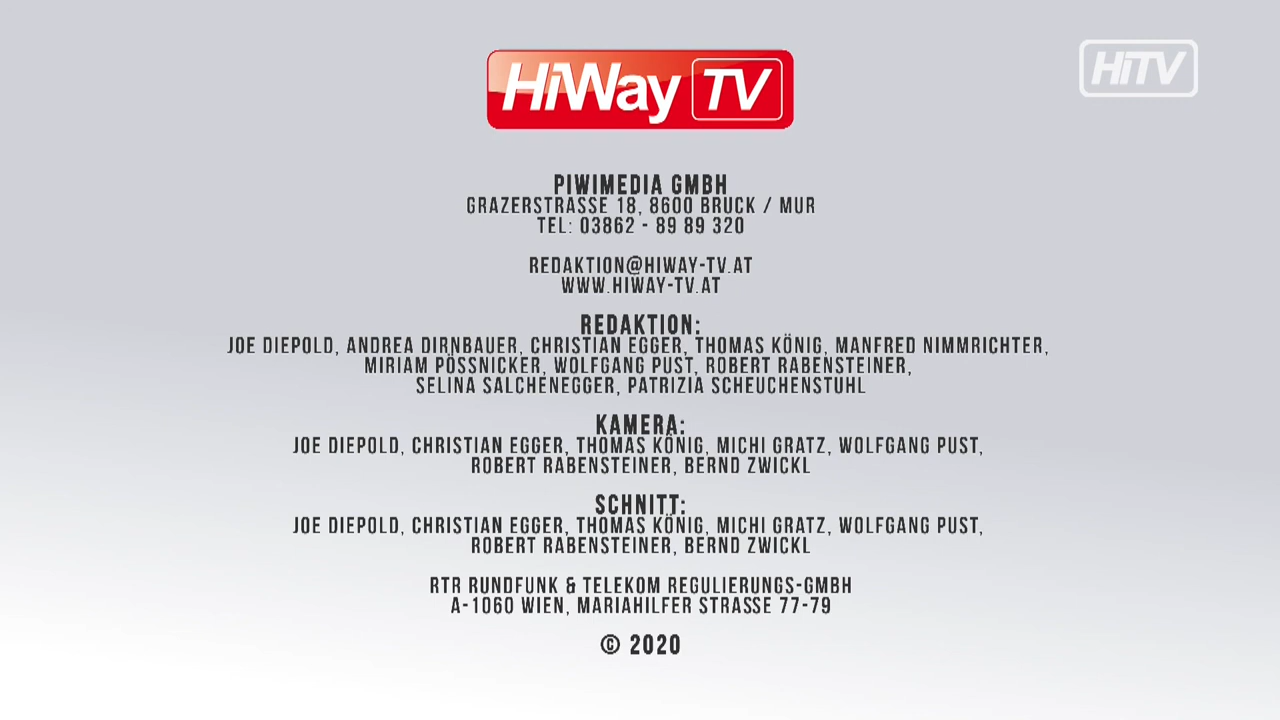 HiWay TV
HiTV
PIWIMEDIA GMBH
GRAZERSTRASSE 18, 8600 BRUCK / MUR
TEL: 03862 - 89 89 320
REDAKTION@HIWAY-TV.AT
WWW.HIWAY-TV.AT
REDAKTION:
JOE DIEPOLD, ANDREA DIRNBAUER, CHRISTIAN EGGER, THOMAS KÖNIG, MANFRED NIMMRICHTER,
MIRIAM PÖSSNICKER, WOLFGANG PUST, ROBERT RABENSTEINER,
SELINA SALCHENEGGER, PATRIZIA SCHEUCHENSTUHL
KAMERA:
JOE DIEPOLD, CHRISTIAN EGGER, THOMAS KÖNIG, MICHI GRATZ, WOLFGANG PUST,
ROBERT RABENSTEINER, BERND ZWICKL
SCHNITT:
JOE DIEPOLD, CHRISTIAN EGGER, THOMAS KÖNIG, MICHI GRATZ, WOLFGANG PUST,
ROBERT RABENSTEINER, BERND ZWICKL
RTR RUNDFUNK & TELEKOM REGULIERUNGS-GMBH
A-1060 WIEN, MARIAHILFER STRASSE 77-79
© 2020